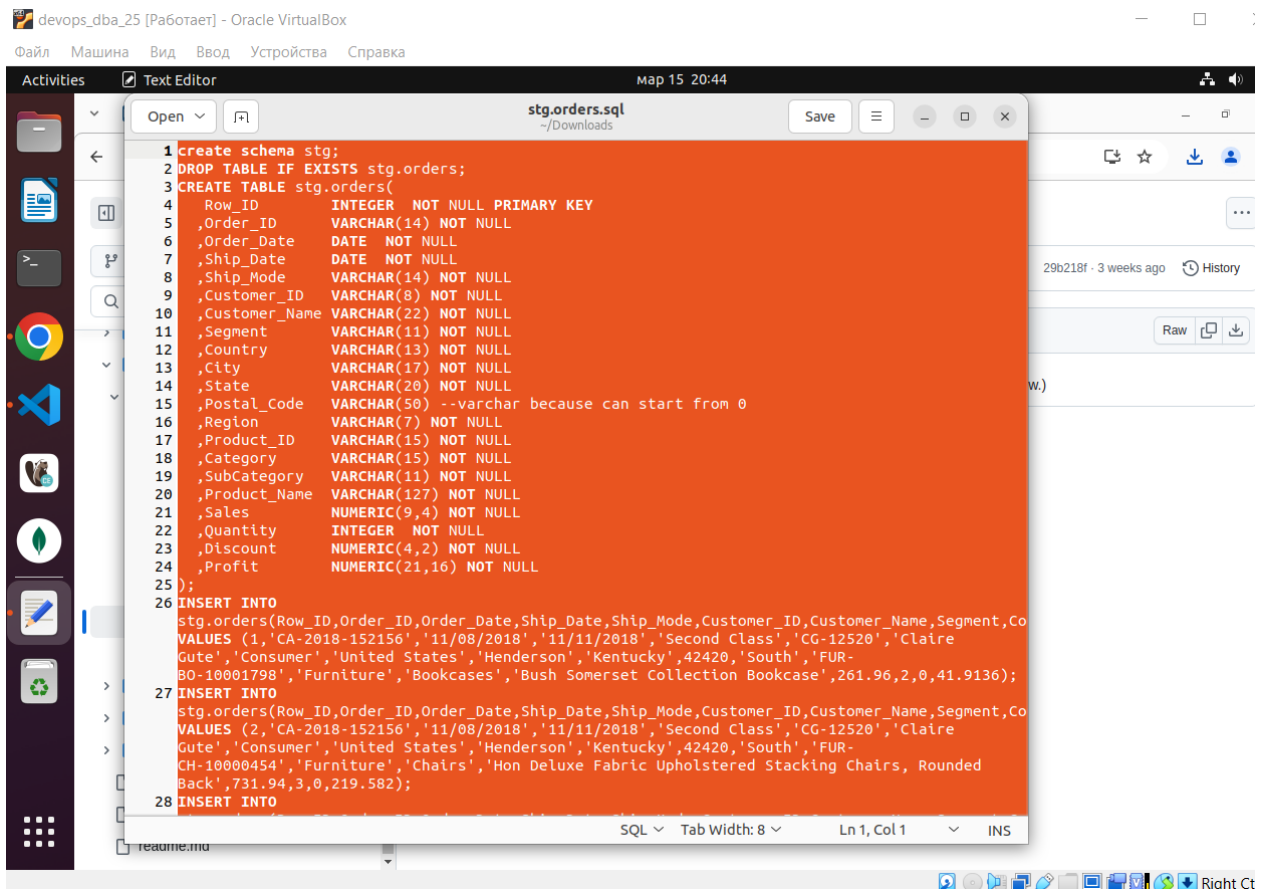 devops_dba_25 [Работает] - Oracle VirtualBox
Файл Машина Вид Ввод Устройства Справка
Activities Text Editor мар 15 20:44
Open stg.orders.sql Save
~/Downloads
1 create schema stg;
2 DROP TABLE IF EXISTS stg.orders;
3 CREATE TABLE stg.orders(
4 Row_ID INTEGER NOT NULL PRIMARY KEY
5 ,Order_ID VARCHAR(14) NOT NULL
6 ,Order_Date DATE NOT NULL
7 ,Ship_Date DATE NOT NULL
8 ,Ship_Mode VARCHAR(14) NOT NULL
9 ,Customer_ID VARCHAR(8) NOT NULL
10 ,Customer_Name VARCHAR(22) NOT NULL
11 ,Segment VARCHAR(11) NOT NULL
12 ,Country VARCHAR(13) NOT NULL
13 ,City VARCHAR(17) NOT NULL
14 ,State VARCHAR(20) NOT NULL
15 ,Postal_Code VARCHAR(50) --varchar because can start from 0
16 ,Region VARCHAR(7) NOT NULL
17 ,Product_ID VARCHAR(15) NOT NULL
18 ,Category VARCHAR(15) NOT NULL
19 ,SubCategory VARCHAR(11) NOT NULL
20 ,Product_Name VARCHAR(127) NOT NULL
21 ,Sales NUMERIC(9,4) NOT NULL
22 ,Quantity INTEGER NOT NULL
23 ,Discount NUMERIC(4,2) NOT NULL
24 ,Profit NUMERIC(21,16) NOT NULL
25 );
26 INSERT INTO
stg.orders(Row_ID,Order_ID,Order_Date,Ship_Date,Ship_Mode,Customer_ID,Customer_Name,Segment,Co
VALUES (1,'CA-2018-152156','11/08/2018','11/11/2018','Second Class','CG-12520','Claire
Gute','Consumer','United States','Henderson','Kentucky',42420,'South','FUR-
BO-10001798','Furniture','Bookcases','Bush Somerset Collection Bookcase',261.96,2,0,41.9136);
27 INSERT INTO
stg.orders(Row_ID,Order_ID,Order_Date,Ship_Date,Ship_Mode,Customer_ID,Customer_Name,Segment,Co
VALUES (2,'CA-2018-152156','11/08/2018','11/11/2018','Second Class','CG-12520','Claire
Gute','Consumer','United States','Henderson','Kentucky',42420,'South','FUR-
CH-10000454','Furniture','Chairs','Hon Deluxe Fabric Upholstered Stacking Chairs, Rounded
Back',731.94,3,0,219.582);
28 INSERT INTO
SQL Tab Width: 8 Ln 1, Col 1 INS
29b218f · 3 weeks ago History
Raw
w.)
readme.md
Right Ct